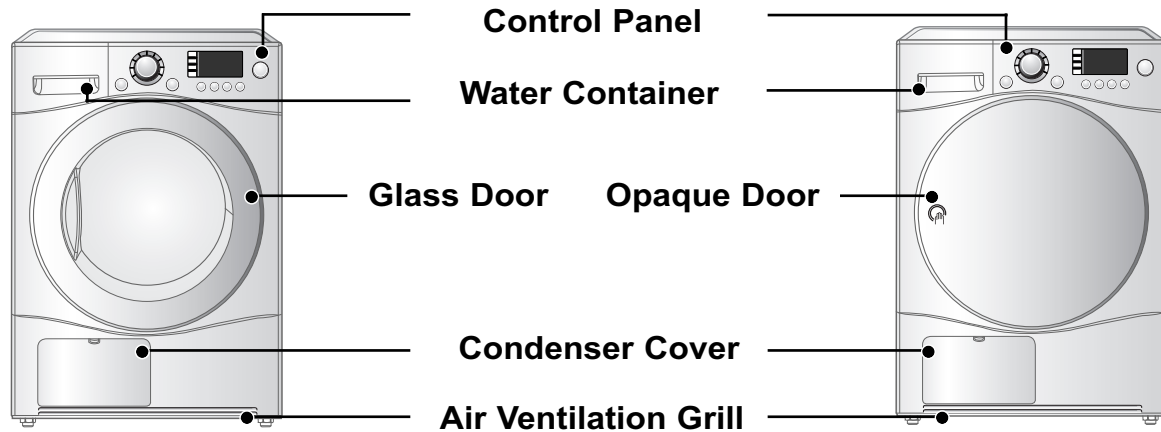 Control Panel
Water Container
Glass Door
Opaque Door
Condenser Cover
Air Ventilation Grill